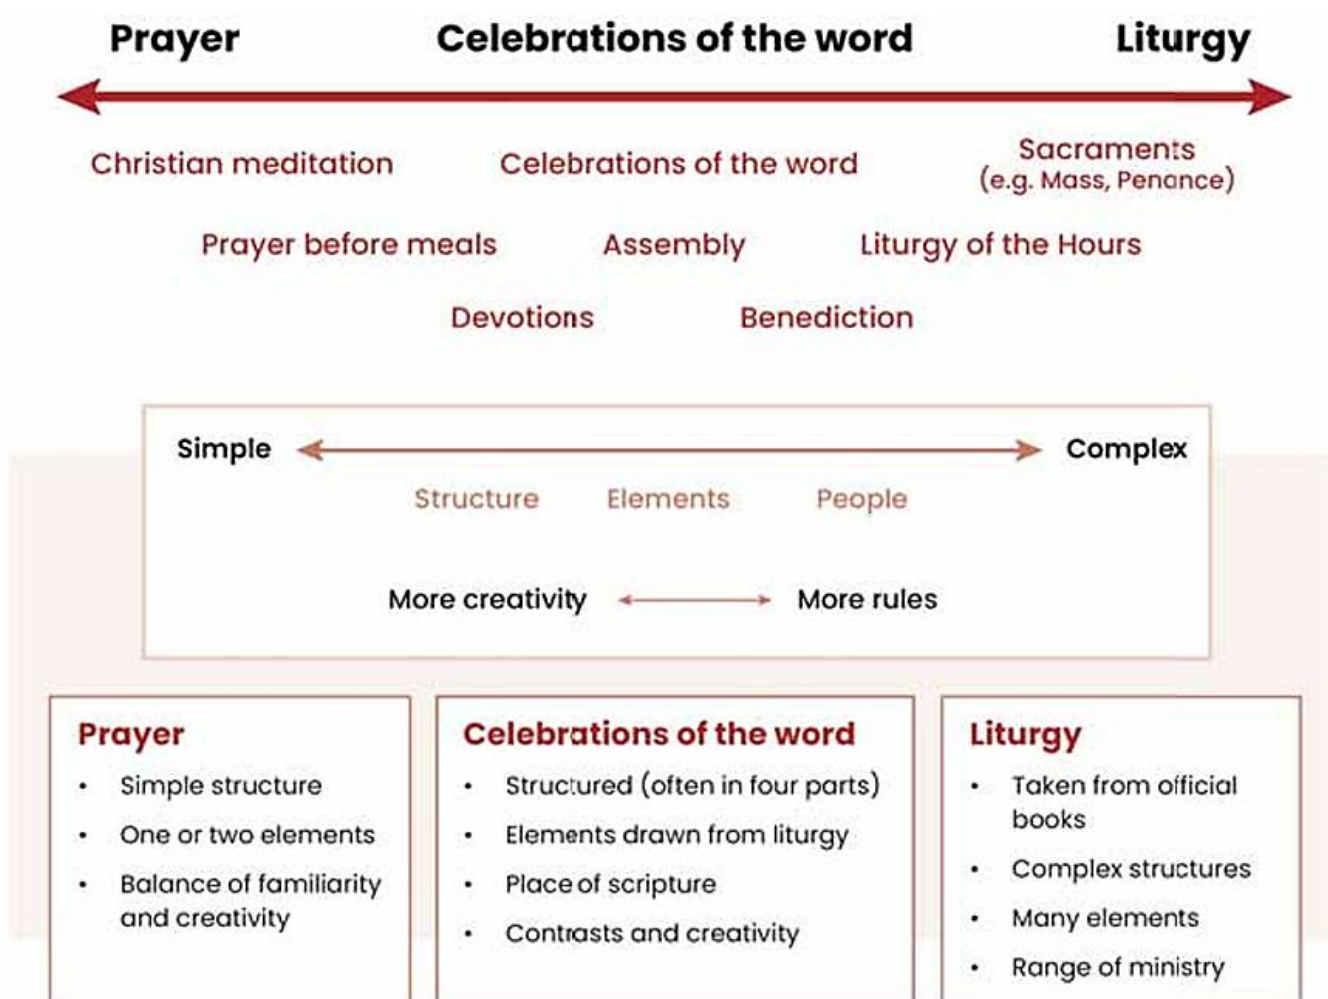 Prayer Celebrations of the word Liturgy
Christian meditation Celebrations of the word Sacraments
(e.g. Mass, Penance)
Prayer before meals Assembly Liturgy of the Hours
Devotions Benediction
Simple Complex
Structure Elements People
More creativity More rules
Prayer
• Simple structure
• One or two elements
• Balance of familiarity
and creativity
Celebrations of the word
• Structured (often in four parts)
• Elements drawn from liturgy
• Place of scripture
• Contrasts and creativity
Liturgy
• Taken from official
books
• Complex structures
• Many elements
• Range of ministry